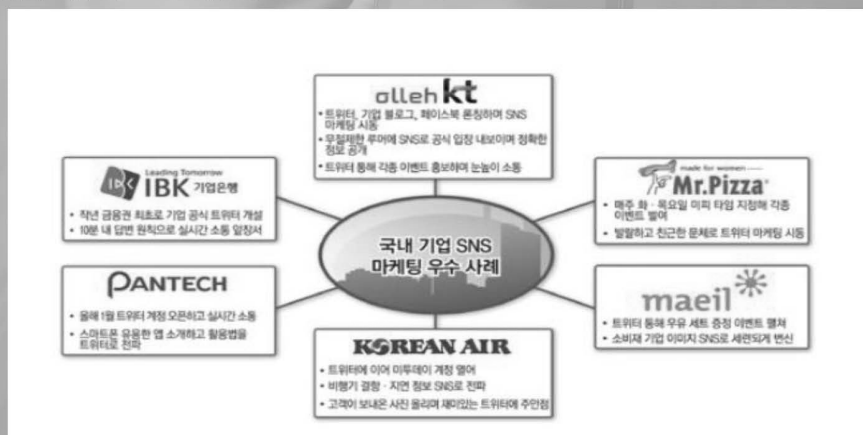 olleh kt
• 트위터, 기업 블로그, 페이스북 론칭하며 SNS
마케팅 시동
• 무절제한 루머에 SNS로 공식 입장 내보이며 정확한
정보 공개
• 트위터 통해 각종 이벤트 홍보하며 눈높이 소통
Leading Tomorrow
IBK 기업은행
• 작년 금융권 최초로 기업 공식 트위터 개설
• 10분 내 답변 원칙으로 실시간 소통 앞장서
made for women
Mr.Pizza
• 매주 화·목요일 미피 타임 지정해 각종
이벤트 벌여
• 발랄하고 친근한 문체로 트위터 마케팅 시동
국내 기업 SNS
마케팅 우수 사례
PANTECH
• 올해 1월 트위터 계정 오픈하고 실시간 소통
• 스마트폰 유용한 앱 소개하고 활용법을
트위터로 전파
maeil
• 트위터 통해 우유 세트 증정 이벤트 펼쳐
• 소비재 기업 이미지 SNS로 세련되게 변신
KOREAN AIR
• 트위터에 이어 미투데이 계정 열어
• 비행기 결항·지연 정보 SNS로 전파
• 고객이 보내온 사진 올리며 재미있는 트위터에 주안점